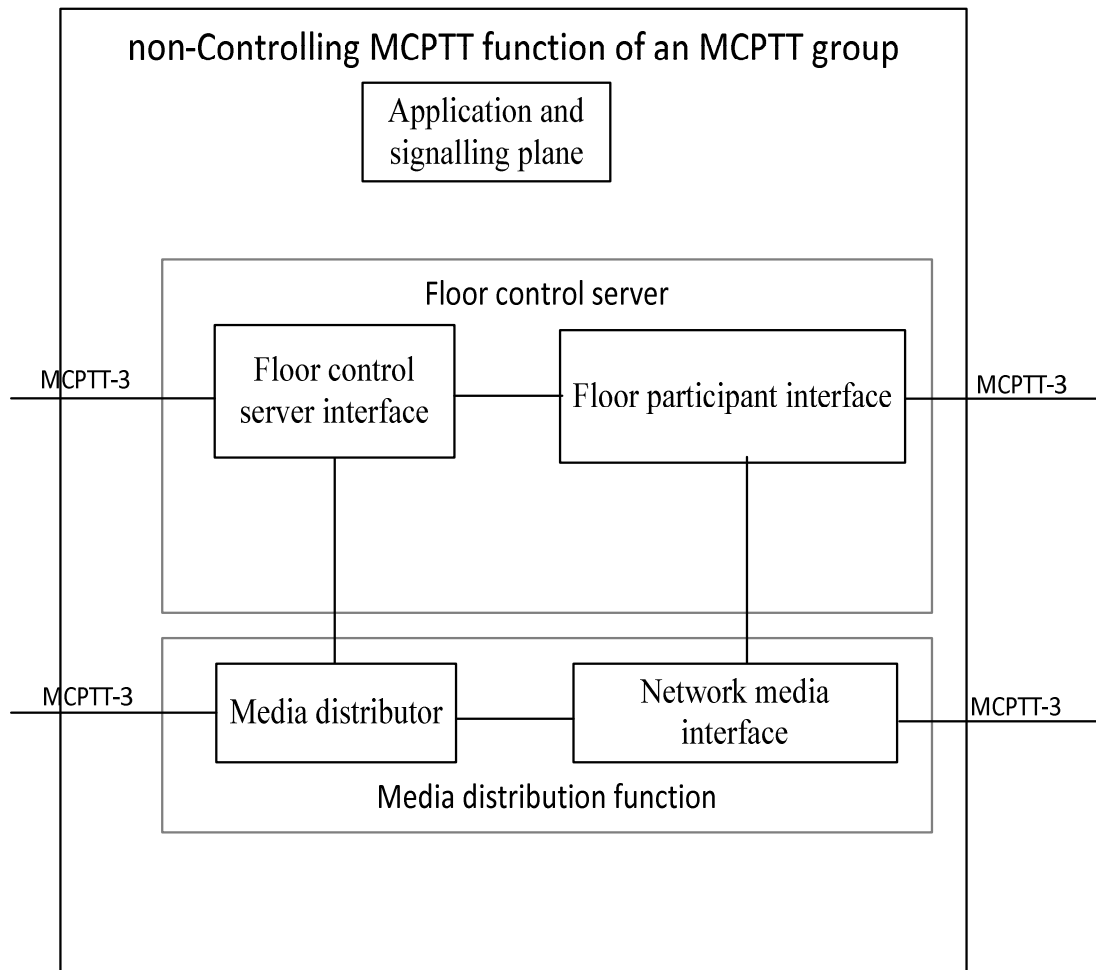 non-Controlling MCPTT function of an MCPTT group
Application and
signalling plane
Floor control server
MCPTT-3
Floor control
server interface
Floor participant interface
MCPTT-3
MCPTT-3
Media distributor
Network media
interface
MCPTT-3
Media distribution function